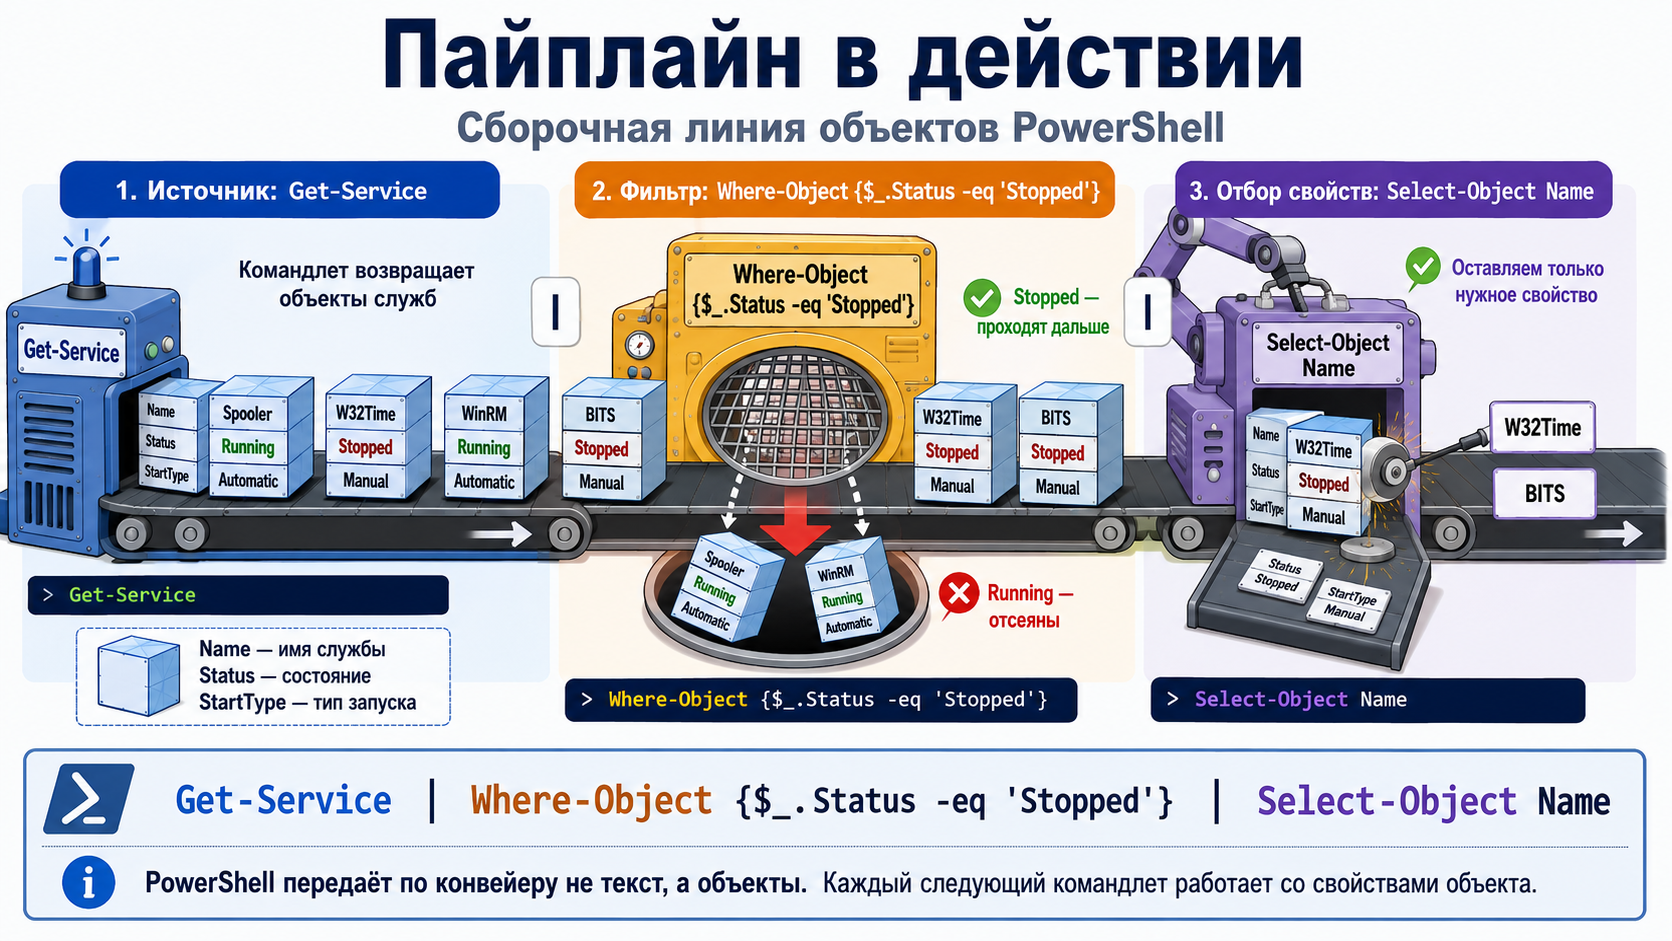 Пайплайн в действии
Сборочная линия объектов PowerShell
1. Источник: Get-Service
Командлет возвращает
объекты служб
Get-Service
Name
Status
StartType
Spooler
Running
Automatic
W32Time
Stopped
Manual
WinRM
Running
Automatic
BITS
Stopped
Manual
> Get-Service
Name — имя службы
Status — состояние
StartType — тип запуска
|
2. Фильтр: Where-Object {$_.Status -eq 'Stopped'}
Where-Object
{$_.Status -eq 'Stopped'}
Stopped —
проходят дальше
W32Time
Stopped
Manual
BITS
Stopped
Manual
Spooler
Running
Automatic
WinRM
Running
Automatic
Running —
отсеяны
> Where-Object {$_.Status -eq 'Stopped'}
|
3. Отбор свойств: Select-Object Name
Оставляем только
нужное свойство
Select-Object
Name
Name
Status
StartType
W32Time
Stopped
Manual
W32Time
BITS
Status
Stopped
StartType
Manual
> Select-Object Name
Get-Service | Where-Object {$_.Status -eq 'Stopped'} | Select-Object Name
PowerShell передаёт по конвейеру не текст, а объекты. Каждый следующий командлет работает со свойствами объекта.